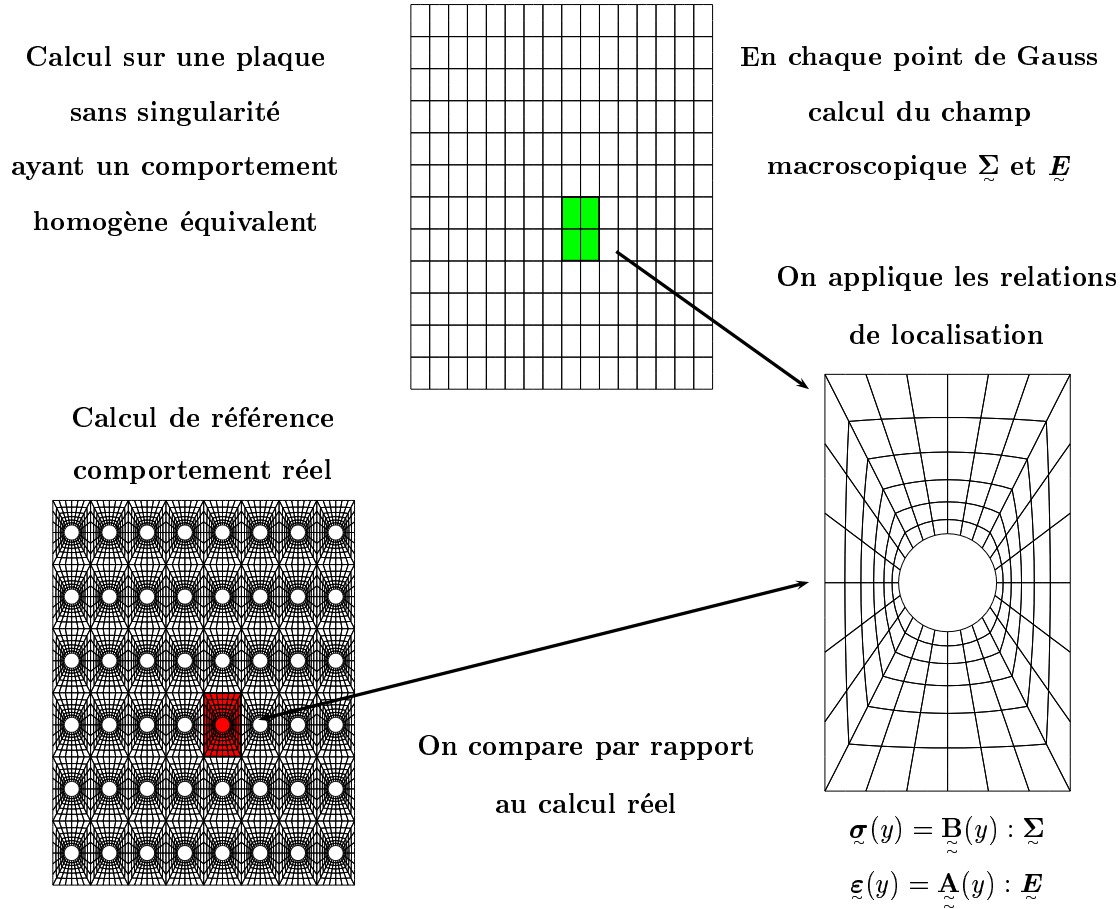 Calcul sur une plaque
sans singularité
ayant un comportement
homogène équivalent
En chaque point de Gauss
calcul du champ
macroscopique Σ̰ et Ḛ
On applique les relations
de localisation
Calcul de référence
comportement réel
On compare par rapport
au calcul réel
σ̰(y) = B̰̰(y) : Σ̰
ε̰(y) = A̰̰(y) : Ḛ